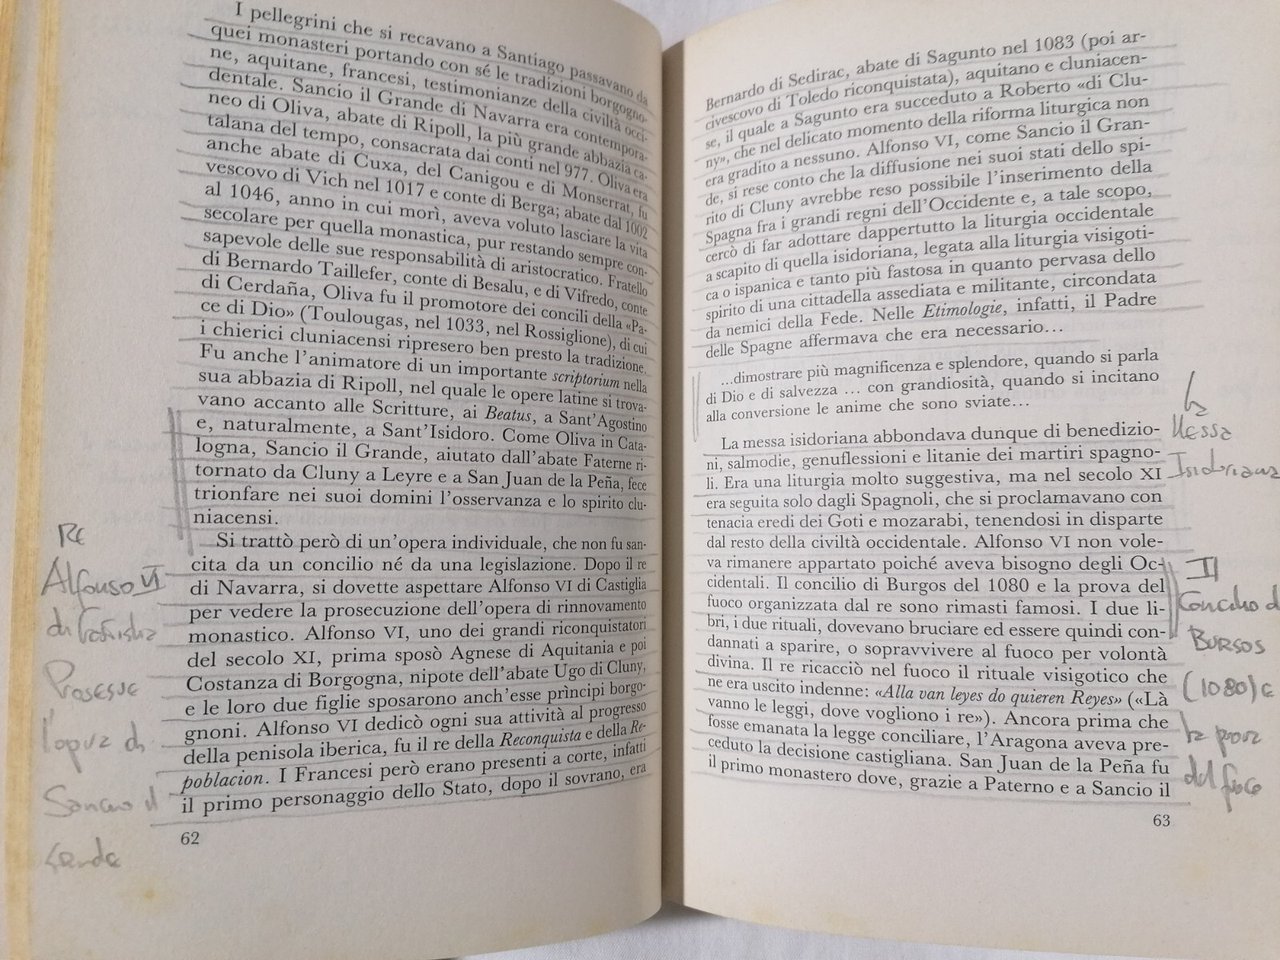 I pellegrini che si recavano a Santiago passavano da
quei monasteri portando con sé le tradizioni borgogno-
ne, aquitane, francesi, testimonianze della civiltà occi-
dentale. Sancio il Grande di Navarra era contempora-
neo di Oliva, abate di Ripoll, la più grande abbazia ca-
talana del tempo, consacrata dai conti nel 977. Oliva era
anche abate di Cuxa, del Canigou e di Monserrat, fu
vescovo di Vich nel 1017 e conte di Berga; abate dal 1002
al 1046, anno in cui morì, aveva voluto lasciare la vita
secolare per quella monastica, pur restando sempre con-
sapevole delle sue responsabilità di aristocratico. Fratello
di Bernardo Taillefer, conte di Besalu, e di Vifredo, conte
di Cerdaña, Oliva fu il promotore dei concili della «Pa-
ce di Dio» (Toulougas, nel 1033, nel Rossiglione), di cui
i chierici cluniacensi ripresero ben presto la tradizione.
Fu anche l'animatore di un importante scriptorium nella
sua abbazia di Ripoll, nel quale le opere latine si trova-
vano accanto alle Scritture, ai Beatus, a Sant'Agostino
e, naturalmente, a Sant'Isidoro. Come Oliva in Cata-
logna, Sancio il Grande, aiutato dall'abate Faterne ri-
tornato da Cluny a Leyre e a San Juan de la Peña, fece
trionfare nei suoi domini l'osservanza e lo spirito clu-
niacensi.
Si trattò però di un'opera individuale, che non fu san-
cita da un concilio né da una legislazione. Dopo il re
di Navarra, si dovette aspettare Alfonso VI di Castiglia
per vedere la prosecuzione dell'opera di rinnovamento
monastico. Alfonso VI, uno dei grandi riconquistatori
del secolo XI, prima sposò Agnese di Aquitania e poi
Costanza di Borgogna, nipote dell'abate Ugo di Cluny,
e le loro due figlie sposarono anch'esse prìncipi borgo-
gnoni. Alfonso VI dedicò ogni sua attività al progresso
della penisola iberica, fu il re della Reconquista e della Re-
poblacion. I Francesi però erano presenti a corte, infatti
il primo personaggio dello Stato, dopo il sovrano, era
62
RE
Alfonso VI
di Castiglia
Prosegue
l'opera di
Sancio il
Grande
Bernardo di Sedirac, abate di Sagunto nel 1083 (poi ar-
civescovo di Toledo riconquistata), aquitano e cluniacen-
se, il quale a Sagunto era succeduto a Roberto «di Clu-
ny», che nel delicato momento della riforma liturgica non
era gradito a nessuno. Alfonso VI, come Sancio il Gran-
de, si rese conto che la diffusione nei suoi stati dello spi-
rito di Cluny avrebbe reso possibile l'inserimento della
Spagna fra i grandi regni dell'Occidente e, a tale scopo,
cercò di far adottare dappertutto la liturgia occidentale
a scapito di quella isidoriana, legata alla liturgia visigoti-
ca o ispanica e tanto più fastosa in quanto pervasa dello
spirito di una cittadella assediata e militante, circondata
da nemici della Fede. Nelle Etimologie, infatti, il Padre
delle Spagne affermava che era necessario...
...dimostrare più magnificenza e splendore, quando si parla
di Dio e di salvezza ... con grandiosità, quando si incitano
alla conversione le anime che sono sviate...
La messa isidoriana abbondava dunque di benedizio-
ni, salmodie, genuflessioni e litanie dei martiri spagno-
li. Era una liturgia molto suggestiva, ma nel secolo XI
era seguita solo dagli Spagnoli, che si proclamavano con
tenacia eredi dei Goti e mozarabi, tenendosi in disparte
dal resto della civiltà occidentale. Alfonso VI non vole-
va rimanere appartato poiché aveva bisogno degli Oc-
cidentali. Il concilio di Burgos del 1080 e la prova del
fuoco organizzata dal re sono rimasti famosi. I due li-
bri, i due rituali, dovevano bruciare ed essere quindi con-
dannati a sparire, o sopravvivere al fuoco per volontà
divina. Il re ricacciò nel fuoco il rituale visigotico che
ne era uscito indenne: «Alla van leyes do quieren Reyes» («Là
vanno le leggi, dove vogliono i re»). Ancora prima che
fosse emanata la legge conciliare, l'Aragona aveva pre-
ceduto la decisione castigliana. San Juan de la Peña fu
il primo monastero dove, grazie a Paterno e a Sancio il
63
Messa
Isidoriana
Il
Concilio di
BURGOS
(1080) e
la prova
del fuoco